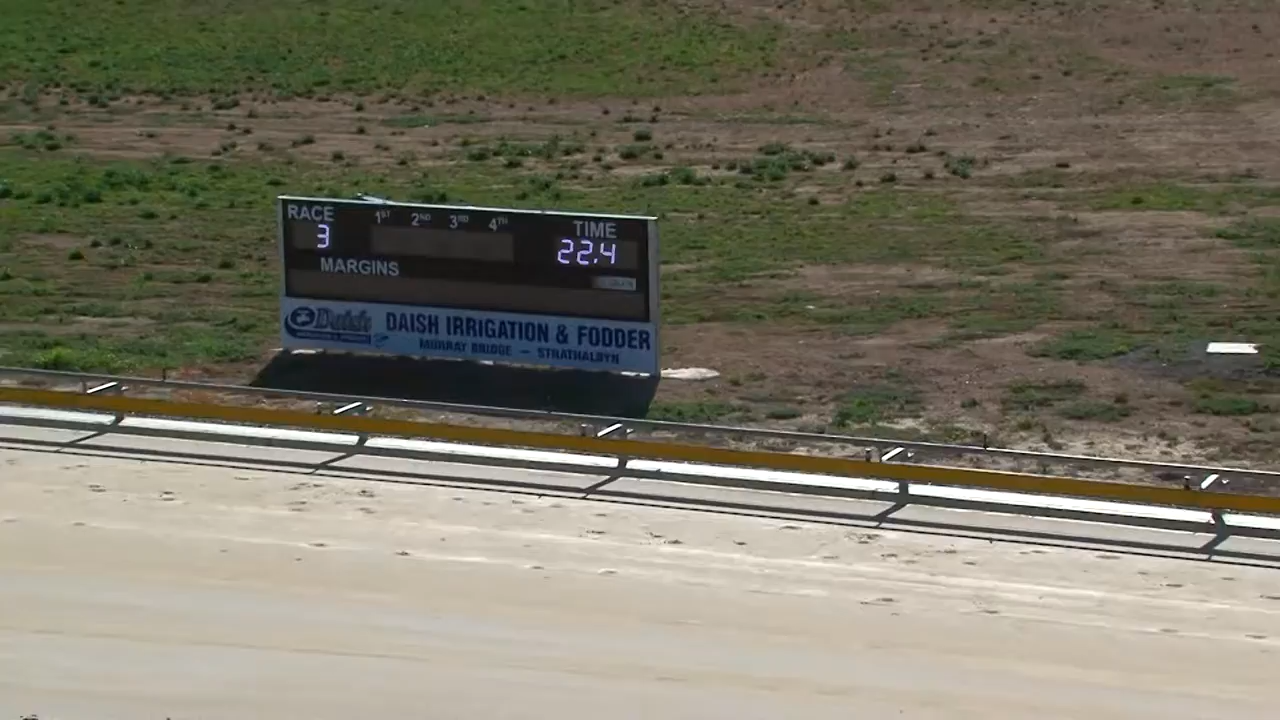 RACE 1ST 2ND 3RD 4TH TIME
3 22.4
MARGINS
Daish DAISH IRRIGATION & FODDER
MURRAY BRIDGE — STRATHALBYN